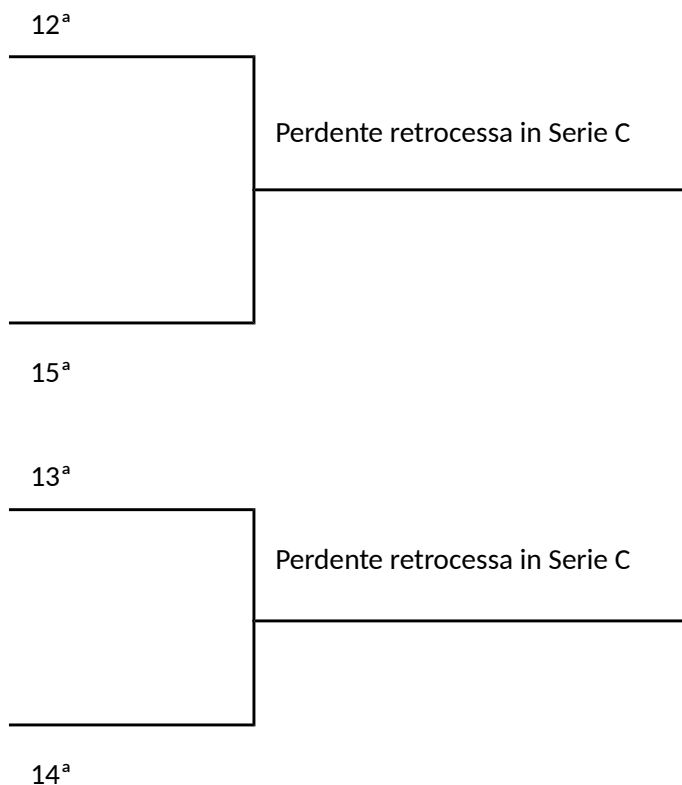 12ª
Perdente retrocessa in Serie C
15ª
13ª
Perdente retrocessa in Serie C
14ª